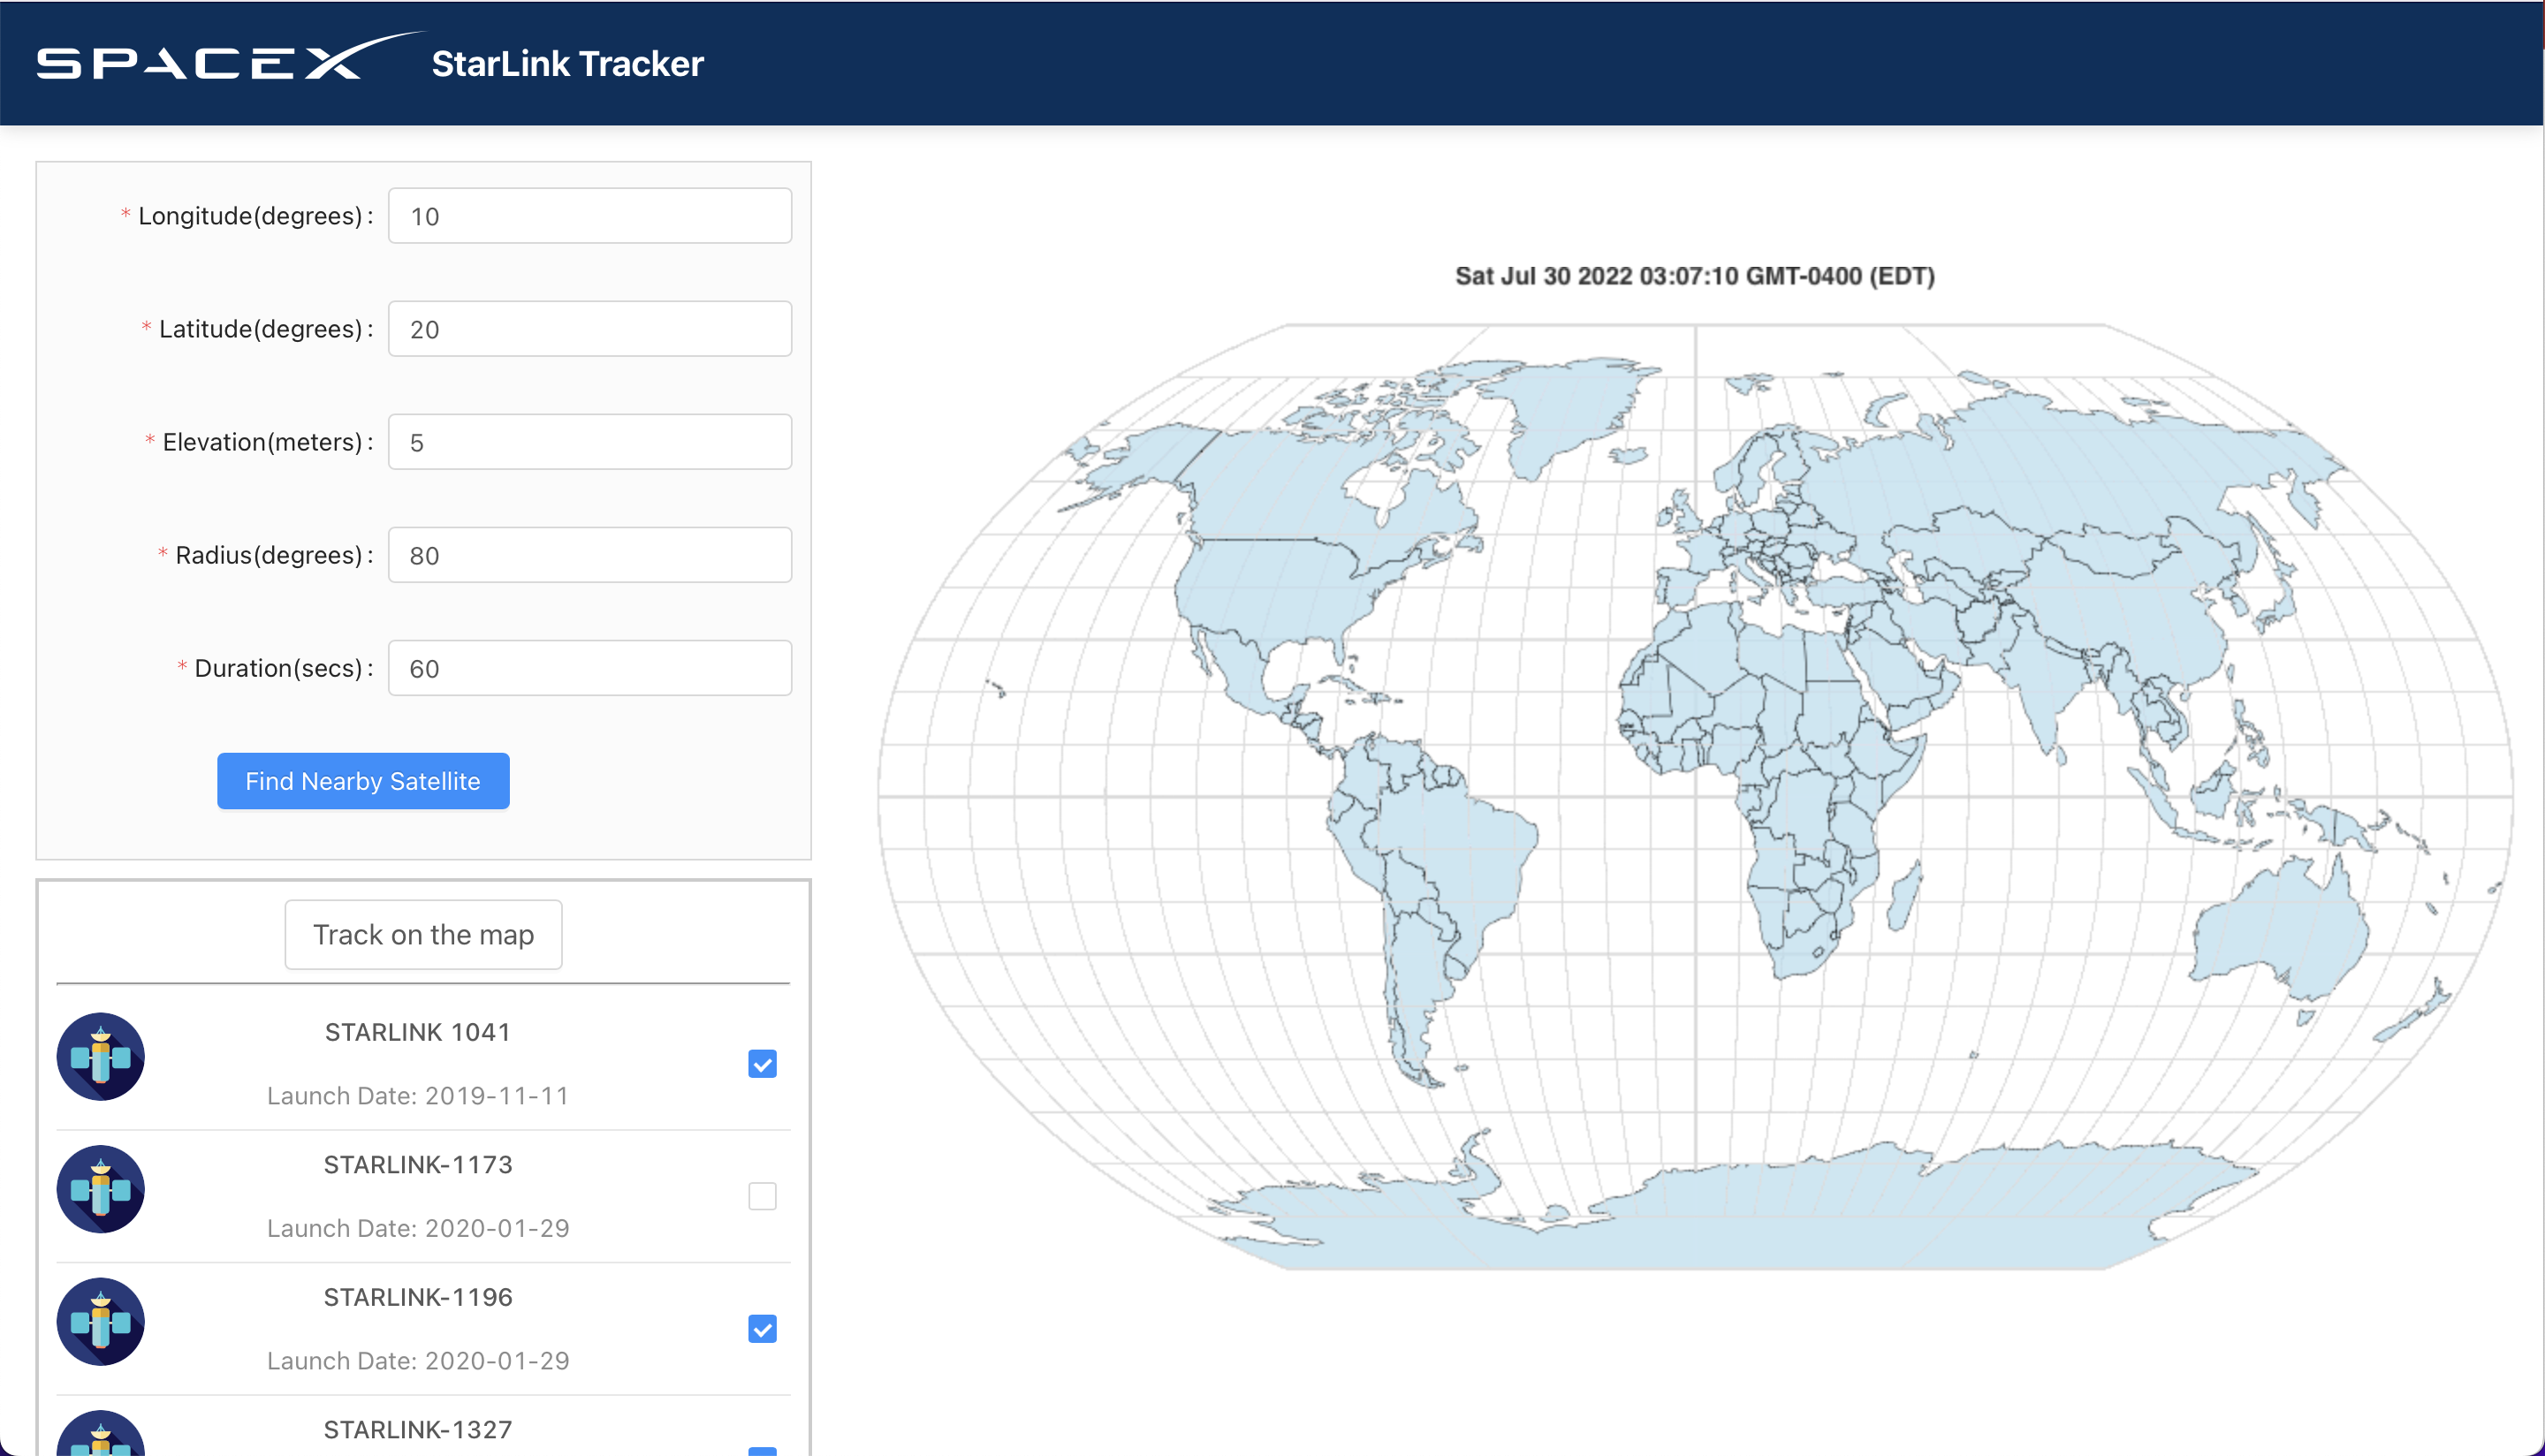 SPACEX StarLink Tracker
* Longitude(degrees) : 10
* Latitude(degrees) : 20
* Elevation(meters) : 5
* Radius(degrees) : 80
* Duration(secs) : 60
Find Nearby Satellite
Track on the map
STARLINK 1041
Launch Date: 2019-11-11
STARLINK-1173
Launch Date: 2020-01-29
STARLINK-1196
Launch Date: 2020-01-29
STARLINK-1327
Sat Jul 30 2022 03:07:10 GMT-0400 (EDT)